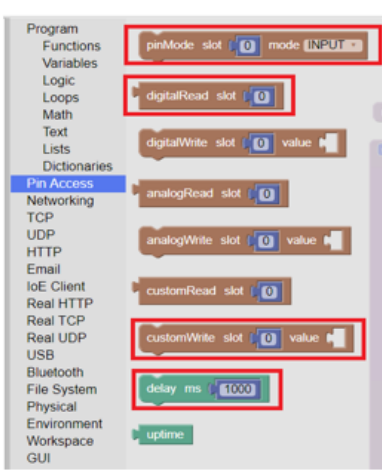 Program
Functions
Variables
Logic
Loops
Math
Text
Lists
Dictionaries
Pin Access
Networking
TCP
UDP
HTTP
Email
IoE Client
Real HTTP
Real TCP
Real UDP
USB
Bluetooth
File System
Physical
Environment
Workspace
GUI
pinMode slot 0 mode INPUT
digitalRead slot 0
digitalWrite slot 0 value
analogRead slot 0
analogWrite slot 0 value
customRead slot 0
customWrite slot 0 value
delay ms 1000
uptime